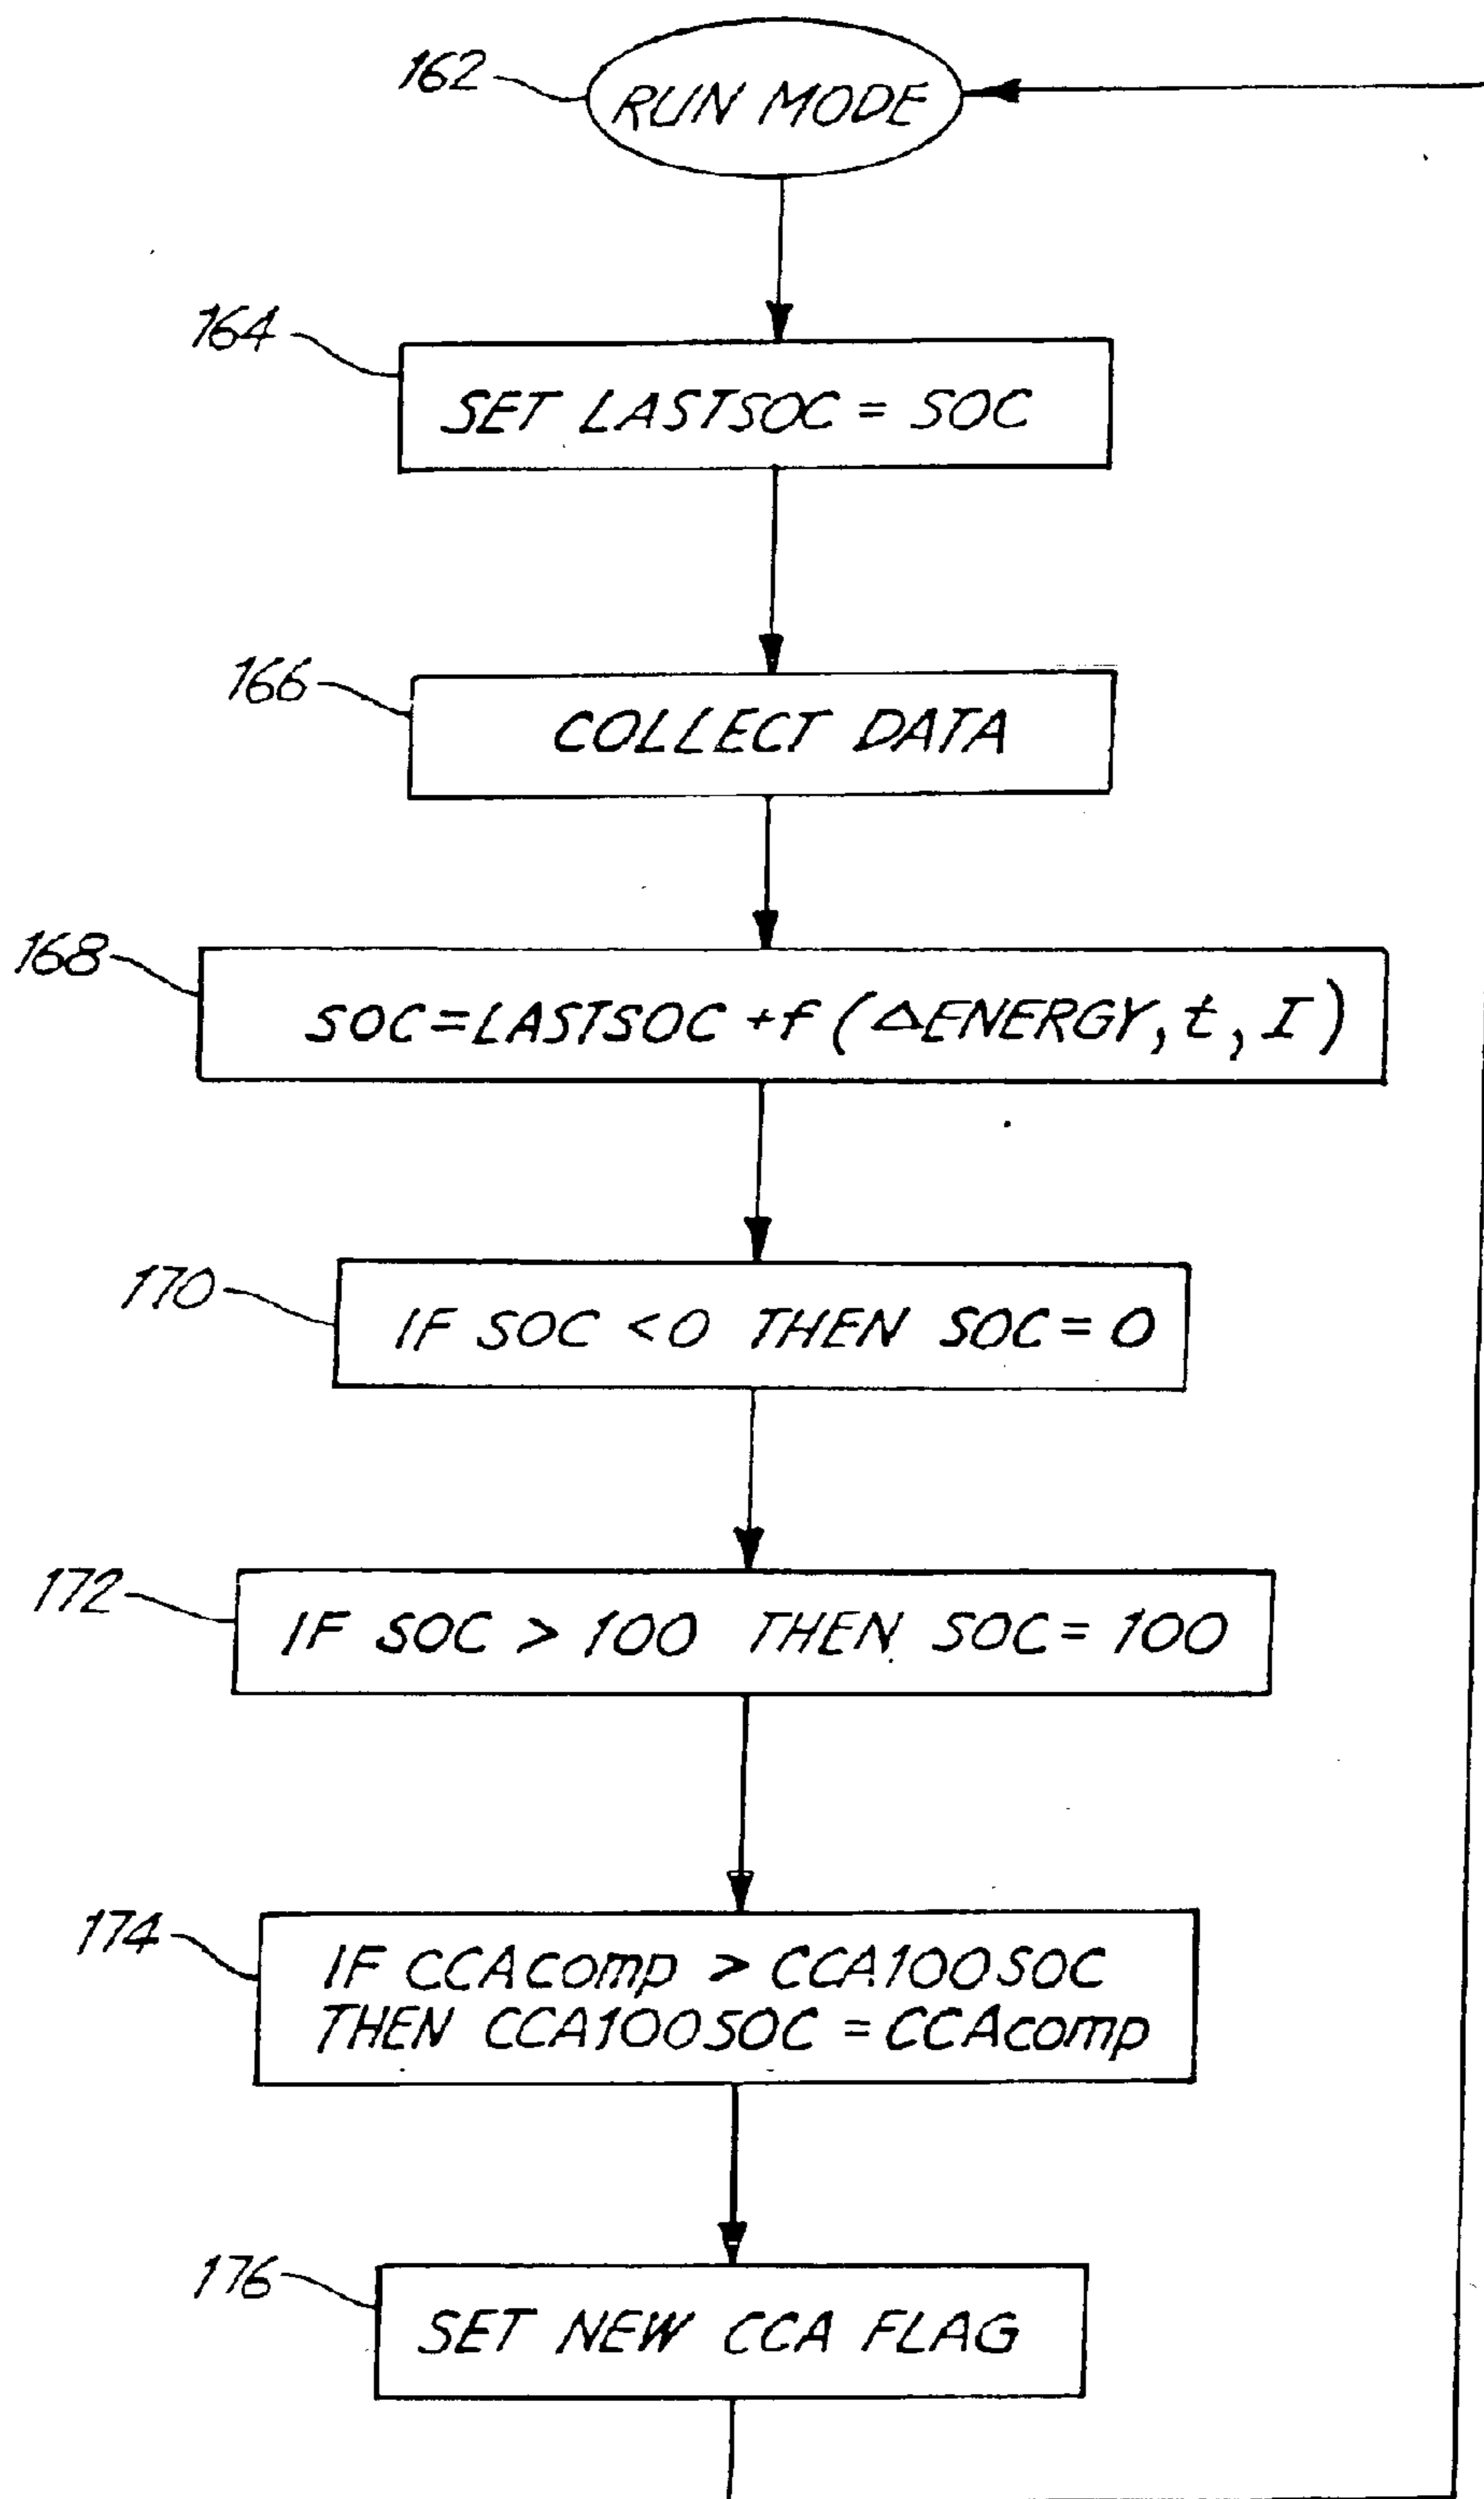 162
RUN MODE
164
SET LASTSOC = SOC
166
COLLECT DATA
168
SOC=LASTSOC +f (ΔENERGY, t, I)
170
IF SOC <0 THEN SOC= 0
172
IF SOC > 100 THEN SOC= 100
174
IF CCAcomp > CCA100SOC
THEN CCA100SOC = CCAcomp
176
SET NEW CCA FLAG